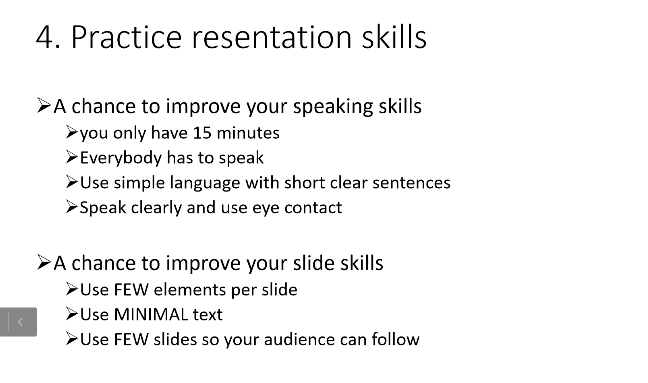 4. Practice resentation skills
➢A chance to improve your speaking skills
➢you only have 15 minutes
➢Everybody has to speak
➢Use simple language with short clear sentences
➢Speak clearly and use eye contact
➢A chance to improve your slide skills
➢Use FEW elements per slide
➢Use MINIMAL text
➢Use FEW slides so your audience can follow